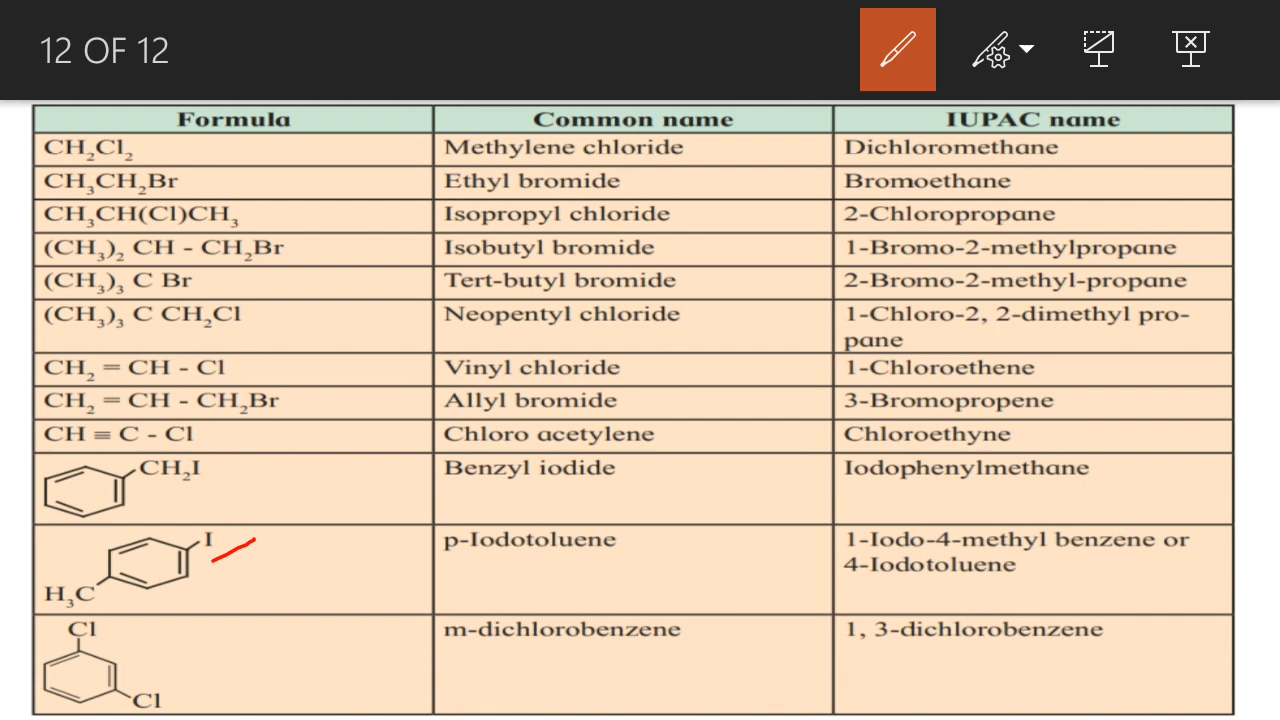 12 OF 12
Formula Common name IUPAC name
CH₂Cl₂ Methylene chloride Dichloromethane
CH₃CH₂Br Ethyl bromide Bromoethane
CH₃CH(Cl)CH₃ Isopropyl chloride 2-Chloropropane
(CH₃)₂ CH - CH₂Br Isobutyl bromide 1-Bromo-2-methylpropane
(CH₃)₃ C Br Tert-butyl bromide 2-Bromo-2-methyl-propane
(CH₃)₃ C CH₂Cl Neopentyl chloride 1-Chloro-2, 2-dimethyl pro-
pane
CH₂ = CH - Cl Vinyl chloride 1-Chloroethene
CH₂ = CH - CH₂Br Allyl bromide 3-Bromopropene
CH ≡ C - Cl Chloro acetylene Chloroethyne
CH₂I Benzyl iodide Iodophenylmethane
I p-Iodotoluene 1-Iodo-4-methyl benzene or
4-Iodotoluene
H₃C
Cl m-dichlorobenzene 1, 3-dichlorobenzene
Cl